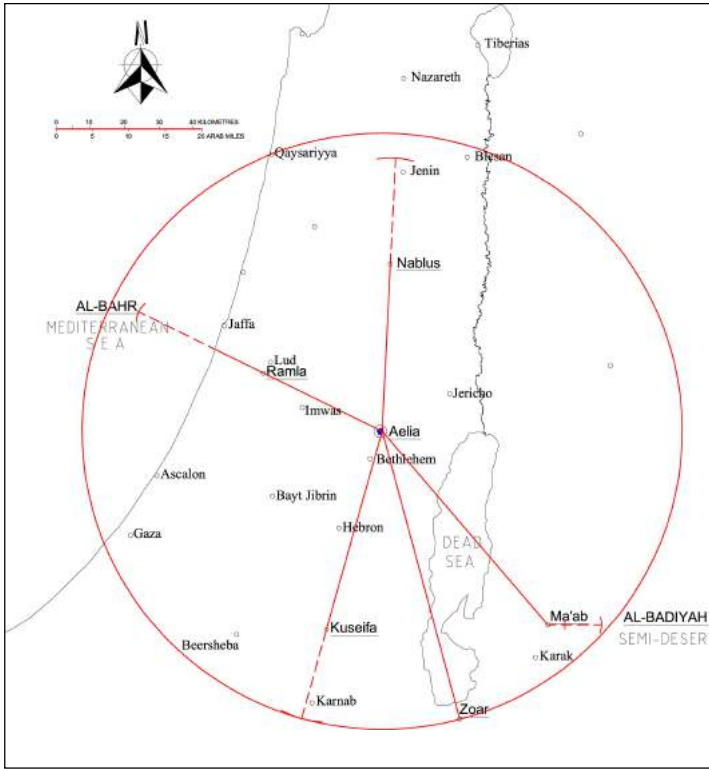 N
Tiberias
Nazareth
0 10 20 30 40 KILOMETRES
0 5 10 15 20 ARAB MILES
Qaysariyya
Biesan
Jenin
Nablus
AL-BAHR
MEDITERRANEAN
SEA
Jaffa
Lud
Ramla
Jericho
Imwas
Aelia
Bethlehem
Ascalon
Bayt Jibrin
Gaza
Hebron
DEAD
SEA
Ma'ab
AL-BADIYAH
SEMI-DESER
Kuseifa
Beersheba
Karak
Karnab
Zoar